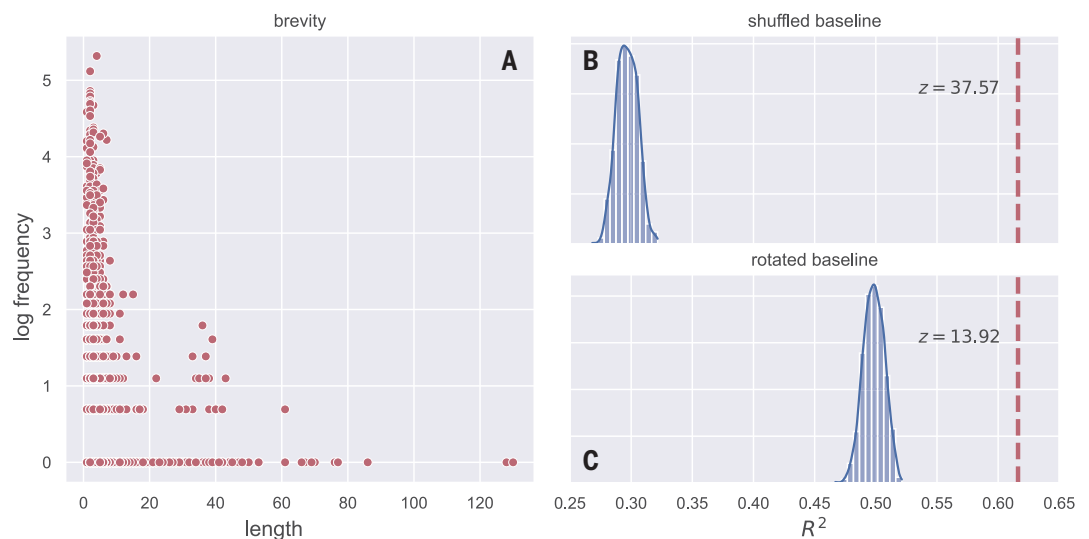 brevity
A
log frequency
5
4
3
2
1
0
0 20 40 60 80 100 120
length
shuffled baseline
B
z = 37.57
rotated baseline
z = 13.92
C
0.25 0.30 0.35 0.40 0.45 0.50 0.55 0.60 0.65
R²